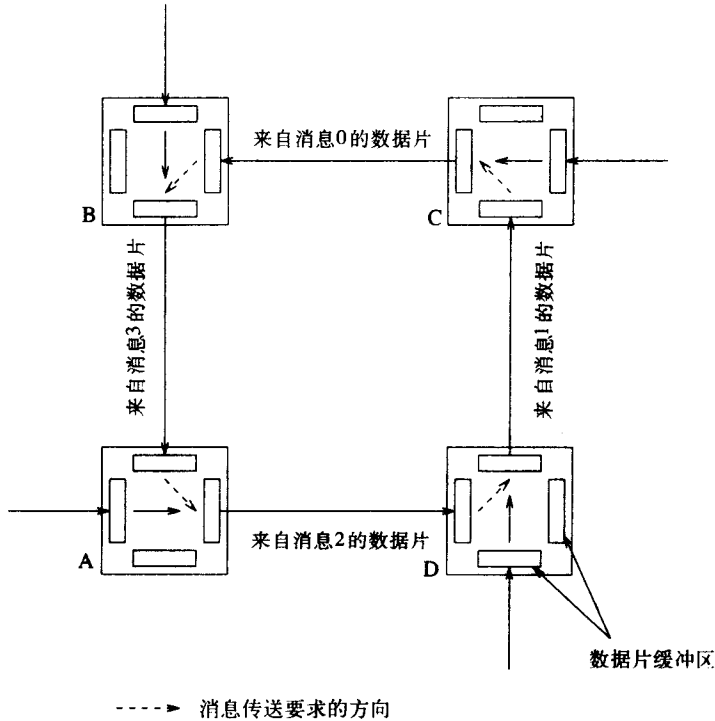 来自消息0的数据片
B
C
来自消息3的数据片
来自消息1的数据片
来自消息2的数据片
A
D
数据片缓冲区
消息传送要求的方向